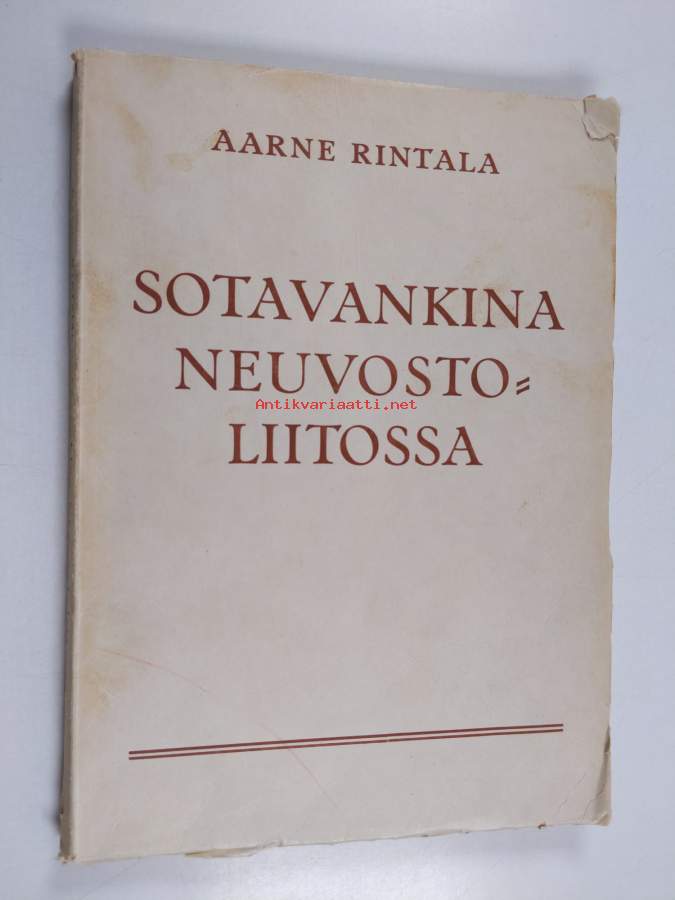 AARNE RINTALA
SOTAVANKINA
NEUVOSTO=
Antikvariaatti.net
LIITOSSA